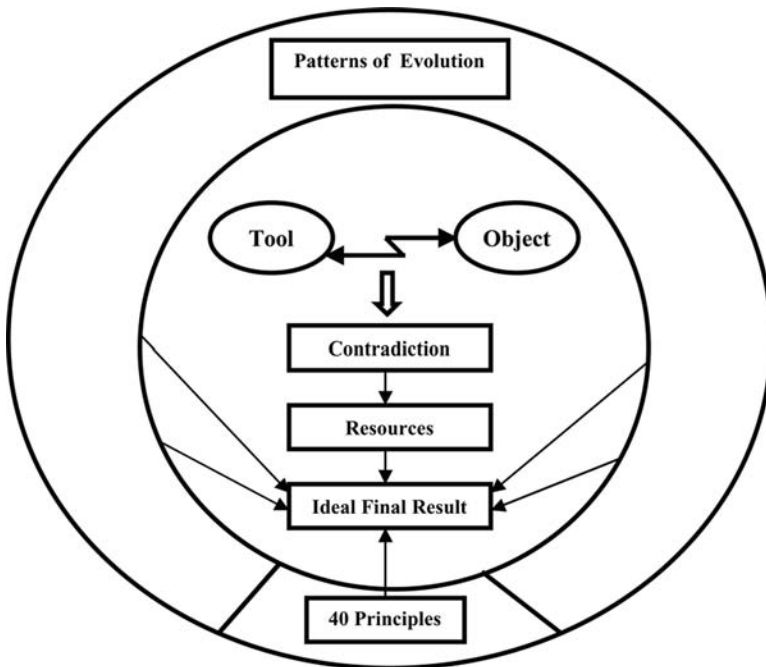 Patterns of Evolution
Tool
Object
Contradiction
Resources
Ideal Final Result
40 Principles